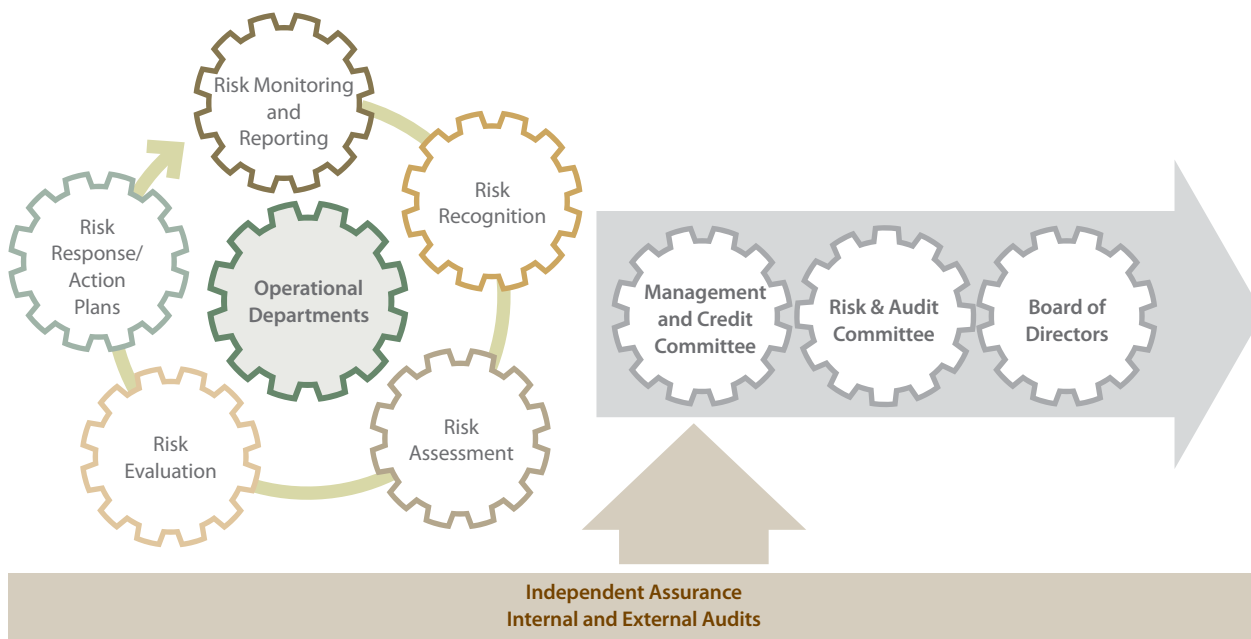 Risk Monitoring
and
Reporting
Risk
Recognition
Risk
Response/
Action
Plans
Operational
Departments
Risk
Evaluation
Risk
Assessment
Management
and Credit
Committee
Risk & Audit
Committee
Board of
Directors
Independent Assurance
Internal and External Audits